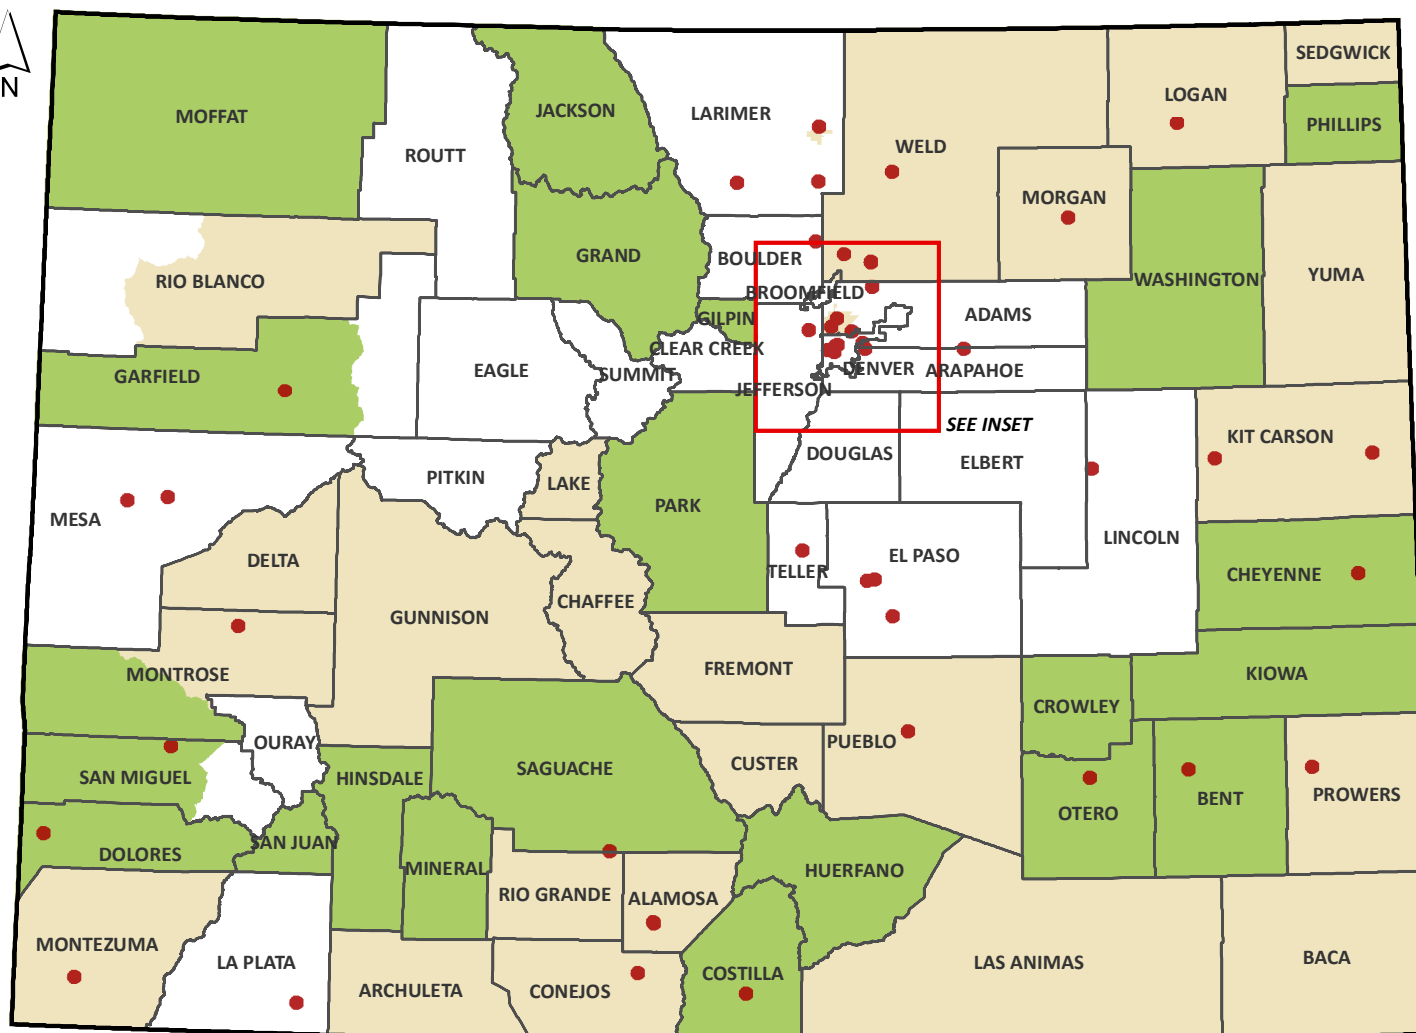 N
SEDGWICK
LOGAN
MOFFAT
JACKSON
LARIMER
PHILLIPS
WELD
ROUTT
MORGAN
GRAND
BOULDER
RIO BLANCO
WASHINGTON
YUMA
BROOMFIELD
GILPIN
ADAMS
CLEAR CREEK
EAGLE
SUMMIT
GARFIELD
DENVER
ARAPAHOE
JEFFERSON
SEE INSET
KIT CARSON
DOUGLAS
ELBERT
PITKIN
LAKE
PARK
MESA
LINCOLN
EL PASO
DELTA
TELLER
CHEYENNE
CHAFFEE
GUNNISON
FREMONT
MONTROSE
KIOWA
CROWLEY
OURAY
PUEBLO
CUSTER
SAGUACHE
SAN MIGUEL
HINSDALE
PROWERS
BENT
OTERO
SAN JUAN
DOLORES
MINERAL
HUERFANO
RIO GRANDE
ALAMOSA
MONTEZUMA
LA PLATA
COSTILLA
LAS ANIMAS
BACA
ARCHULETA
CONEJOS